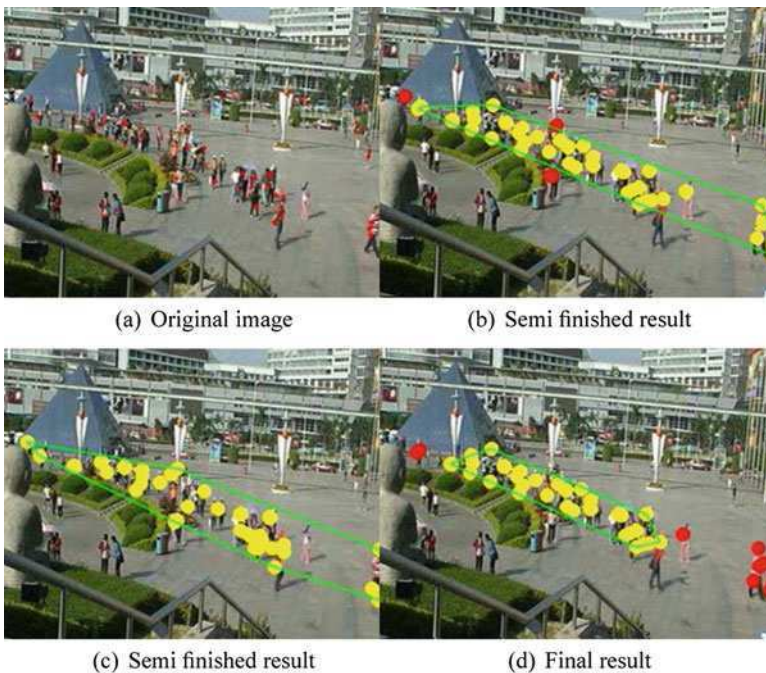 (a) Original image
(b) Semi finished result
(c) Semi finished result
(d) Final result